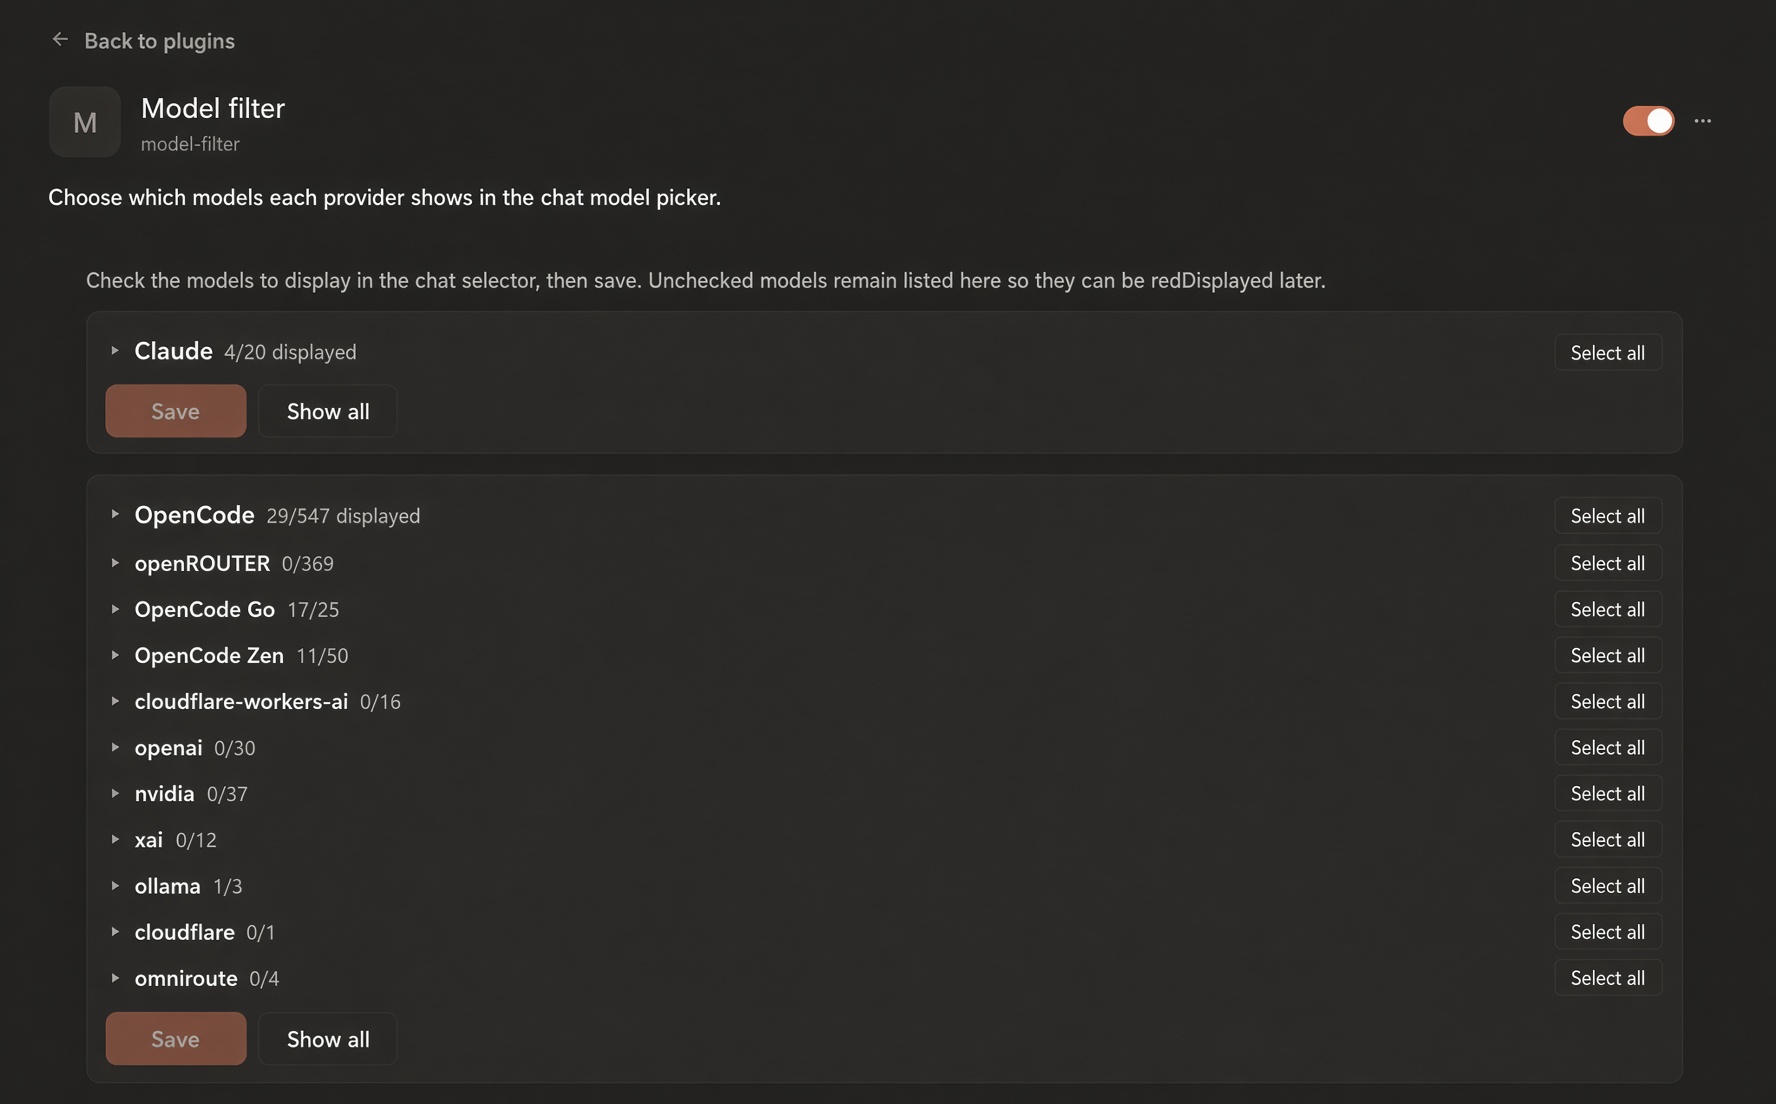 Back to plugins
M
Model filter
model-filter
Choose which models each provider shows in the chat model picker.
Check the models to display in the chat selector, then save. Unchecked models remain listed here so they can be redDisplayed later.
Claude 4/20 displayed Select all
Save Show all
OpenCode 29/547 displayed Select all
openROUTER 0/369 Select all
OpenCode Go 17/25 Select all
OpenCode Zen 11/50 Select all
cloudflare-workers-ai 0/16 Select all
openai 0/30 Select all
nvidia 0/37 Select all
xai 0/12 Select all
ollama 1/3 Select all
cloudflare 0/1 Select all
omniroute 0/4 Select all
Save Show all